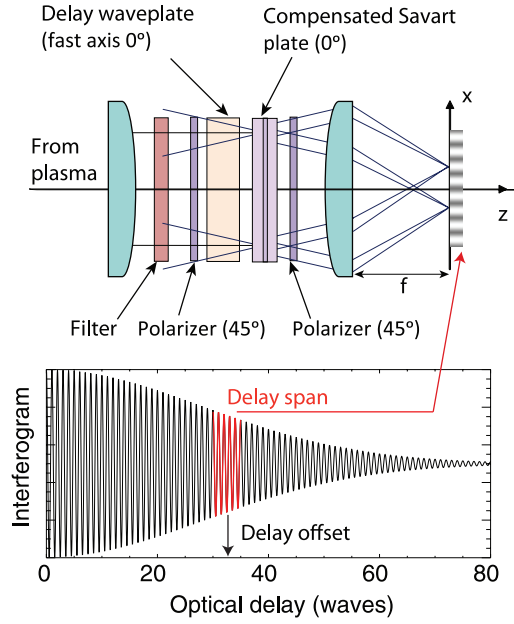 Delay waveplate
(fast axis 0°)
Compensated Savart
plate (0°)
From
plasma
x
z
f
Filter
Polarizer (45°)
Polarizer (45°)
Interferogram
Delay span
Delay offset
0
20
40
60
80
Optical delay (waves)